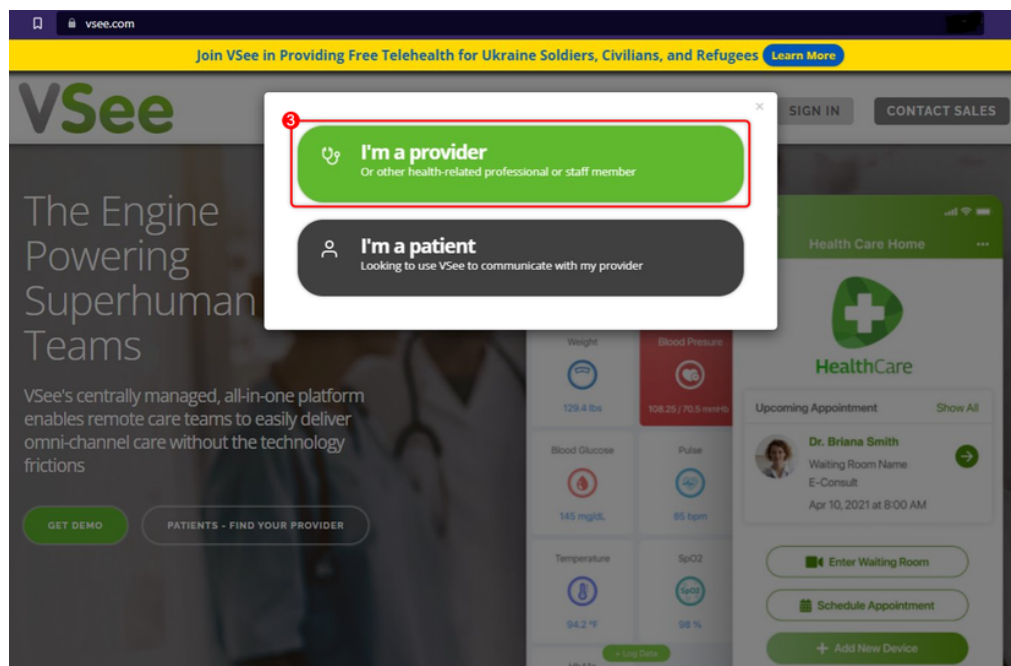 vsee.com
Join VSee in Providing Free Telehealth for Ukraine Soldiers, Civilians, and Refugees Learn More
VSee
SIGN IN
CONTACT SALES
×
3
I'm a provider
Or other health-related professional or staff member
I'm a patient
Looking to use VSee to communicate with my provider
The Engine
Powering
Superhuman
Teams
VSee's centrally managed, all-in-one platform
enables remote care teams to easily deliver
omni-channel care without the technology
frictions
GET DEMO
PATIENTS - FIND YOUR PROVIDER
Weight
129.4 lbs
Blood Presure
108.25 / 70.5 mmHb
Blood Glucose
145 mg/dL
Pulse
85 bpm
Temperature
94.2 °F
SpO2
SpO2
98 %
+ Log Data
Health Care Home
HealthCare
Upcoming Appointment
Show All
Dr. Briana Smith
Waiting Room Name
E-Consult
Apr 10, 2021 at 8:00 AM
Enter Waiting Room
Schedule Appointment
+ Add New Device